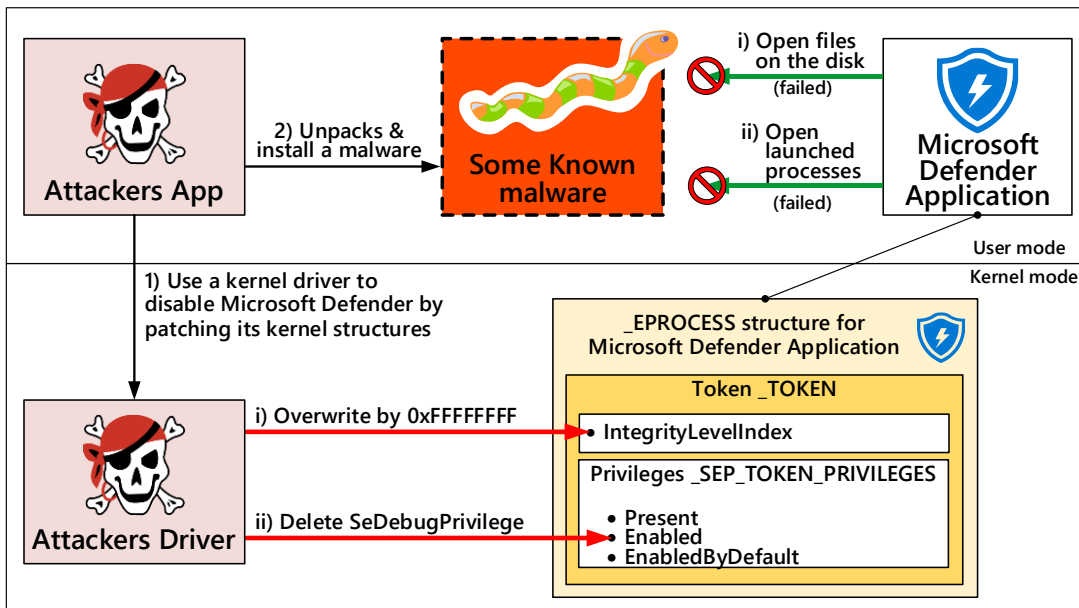 Attackers App
2) Unpacks &
install a malware
Some Known
malware
i) Open files
on the disk
(failed)
ii) Open
launched
processes
(failed)
Microsoft
Defender
Application
User mode
Kernel mode
1) Use a kernel driver to
disable Microsoft Defender by
patching its kernel structures
_EPROCESS structure for
Microsoft Defender Application
Token _TOKEN
i) Overwrite by 0xFFFFFFFF
• IntegrityLevelIndex
Privileges _SEP_TOKEN_PRIVILEGES
• Present
• Enabled
• EnabledByDefault
Attackers Driver
ii) Delete SeDebugPrivilege